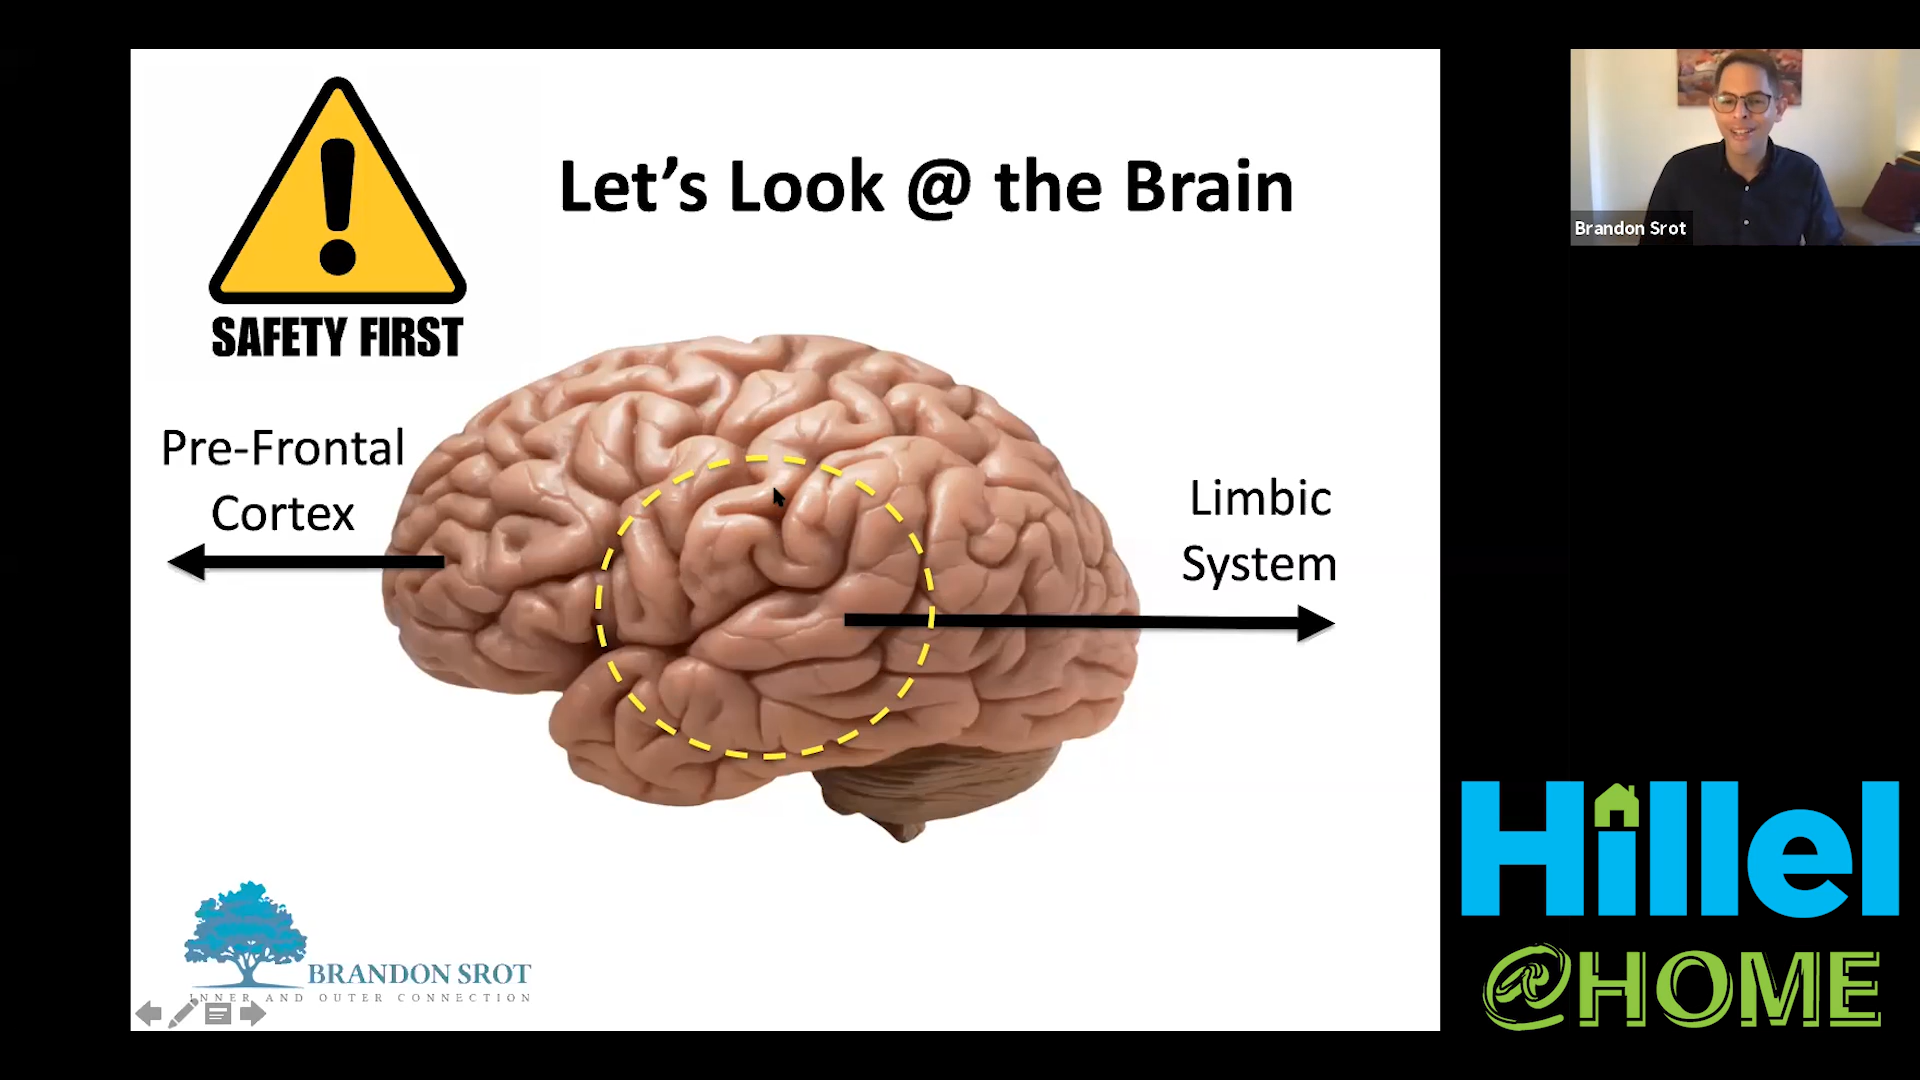 Let's Look @ the Brain
!
SAFETY FIRST
Pre-Frontal
Cortex
Limbic
System
BRANDON SROT
INNER AND OUTER CONNECTION
Brandon Srot
Hillel
@HOME